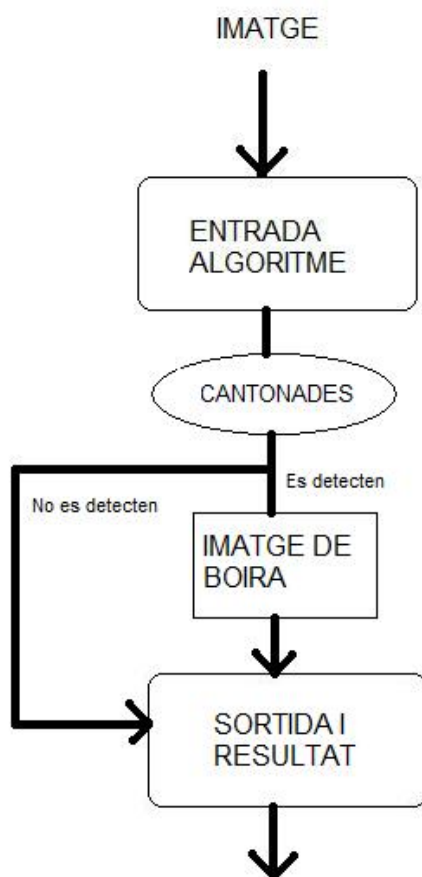 IMATGE
ENTRADA
ALGORITME
CANTONADES
Es detecten
No es detecten
IMATGE DE
BOIRA
SORTIDA I
RESULTAT